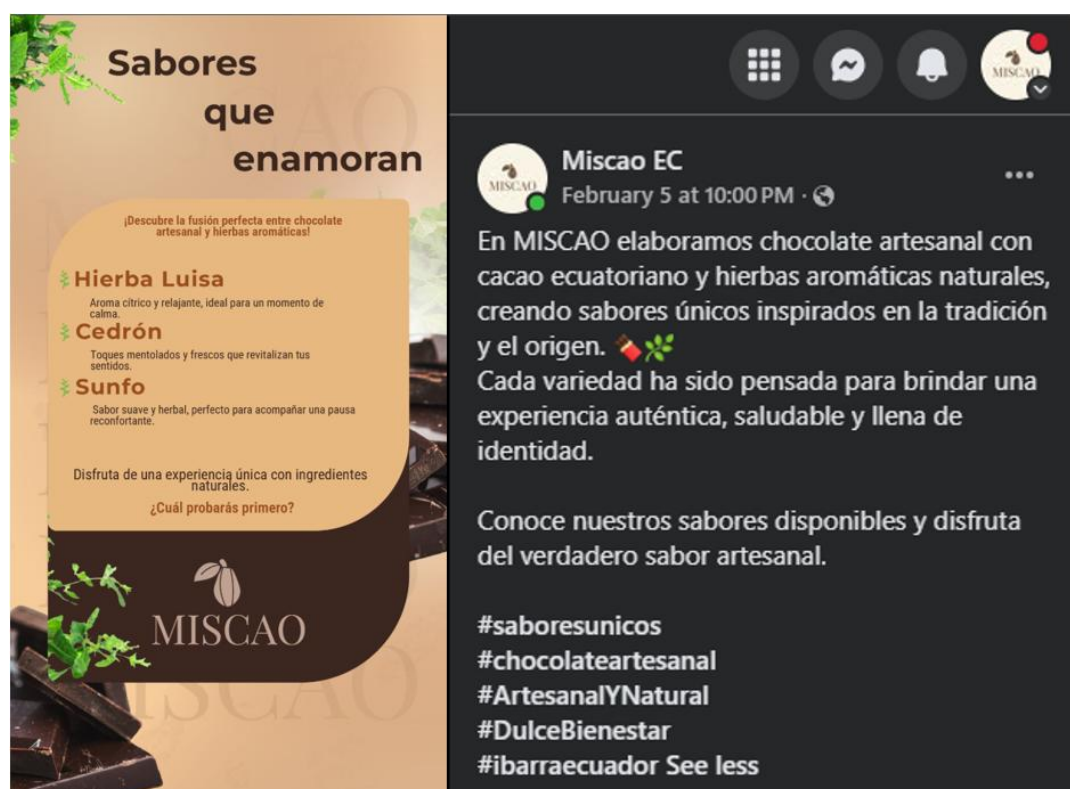 Sabores
que
enamoran
¡Descubre la fusión perfecta entre chocolate
artesanal y hierbas aromáticas!
Hierba Luisa
Aroma cítrico y relajante, ideal para un momento de
calma.
Cedrón
Toques mentolados y frescos que revitalizan tus
sentidos.
Sunfo
Sabor suave y herbal, perfecto para acompañar una pausa
reconfortante.
Disfruta de una experiencia única con ingredientes
naturales.
¿Cuál probarás primero?
MISCAO
MISCAO
MISCAO
Miscao EC
MISCAO
February 5 at 10:00 PM
En MISCAO elaboramos chocolate artesanal con
cacao ecuatoriano y hierbas aromáticas naturales,
creando sabores únicos inspirados en la tradición
y el origen. 🍫🌿
Cada variedad ha sido pensada para brindar una
experiencia auténtica, saludable y llena de
identidad.
Conoce nuestros sabores disponibles y disfruta
del verdadero sabor artesanal.
#saboresunicos
#chocolateartesanal
#ArtesanalYNatural
#DulceBienestar
#ibarraecuador See less